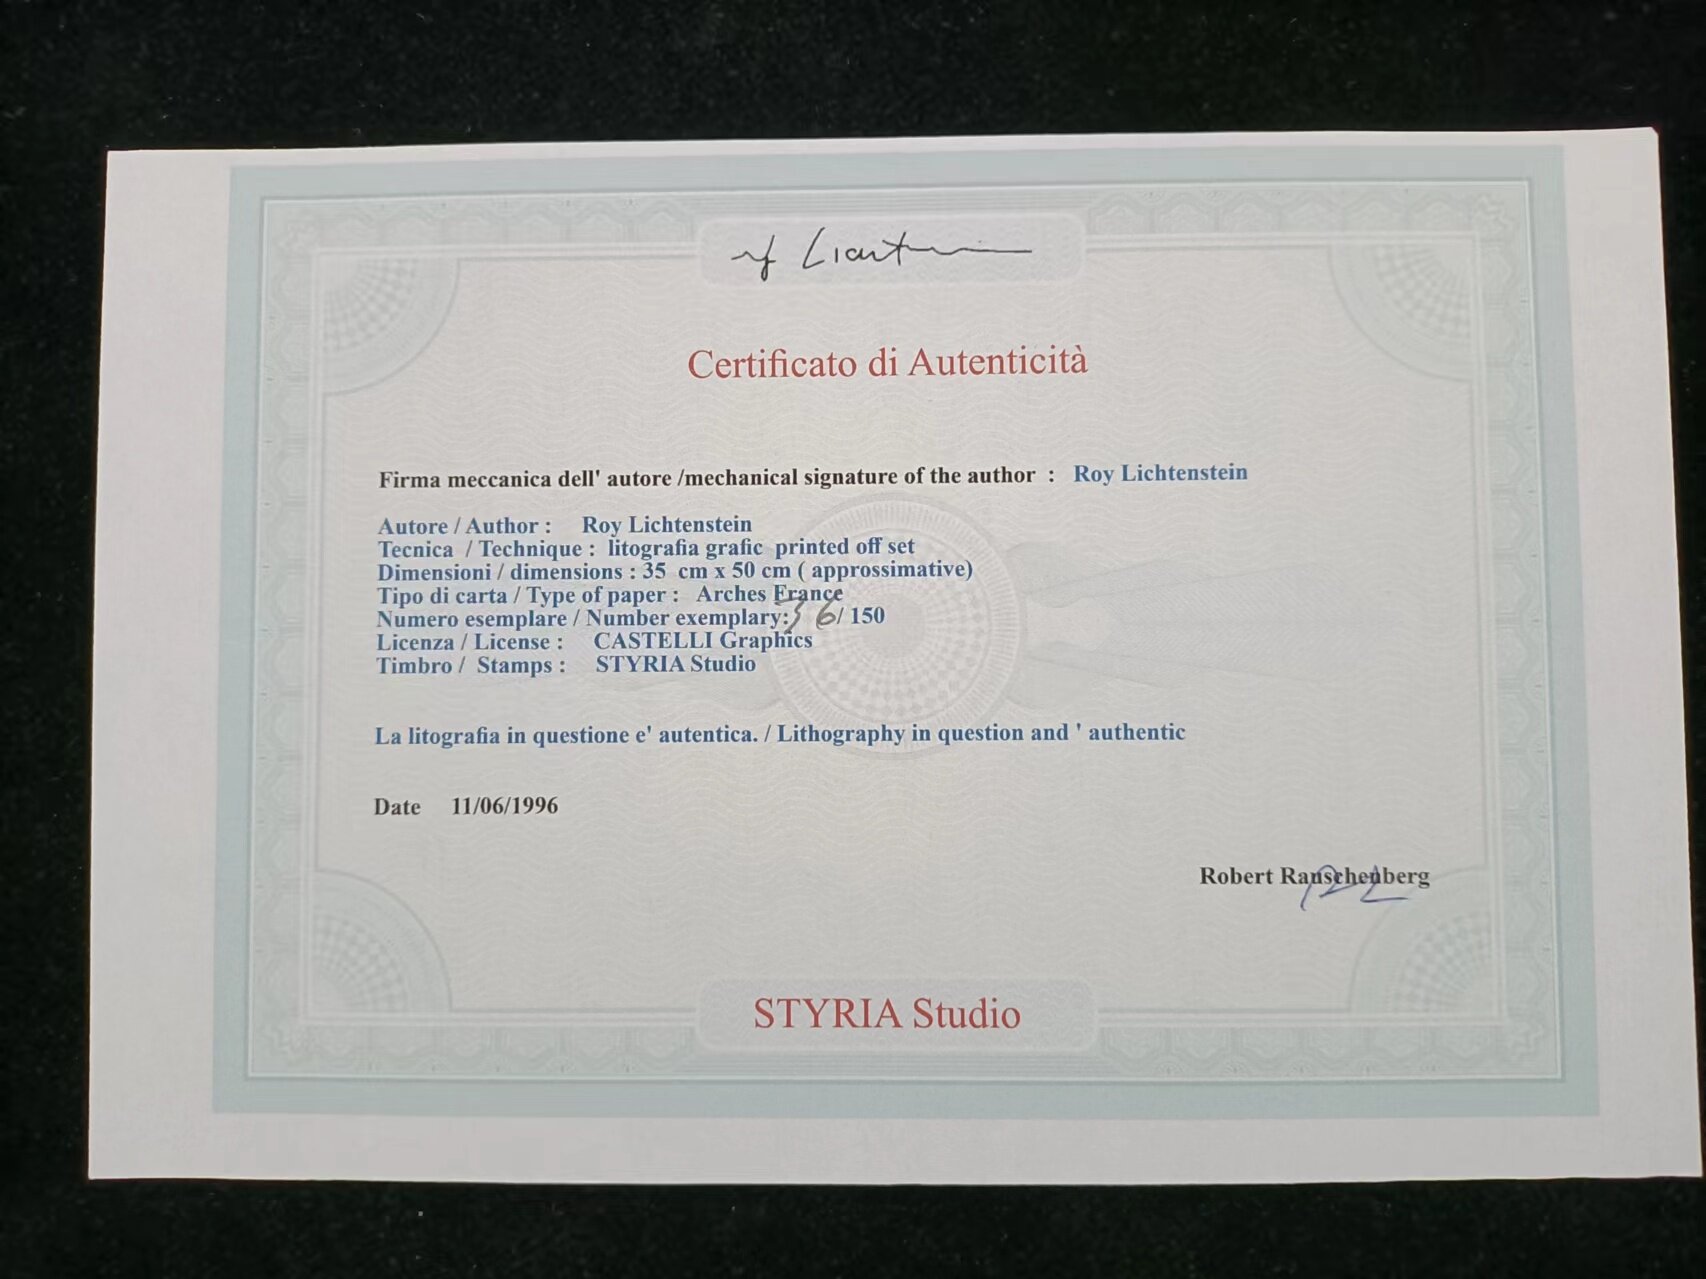 rf Lichtenstein
Certificato di Autenticità
Firma meccanica dell' autore /mechanical signature of the author : Roy Lichtenstein
Autore / Author : Roy Lichtenstein
Tecnica / Technique : litografia grafic printed off set
Dimensioni / dimensions : 35 cm x 50 cm ( approssimative)
Tipo di carta / Type of paper : Arches France
Numero esemplare / Number exemplary: 36/ 150
Licenza / License : CASTELLI Graphics
Timbro / Stamps : STYRIA Studio
La litografia in questione e' autentica. / Lithography in question and ' authentic
Date 11/06/1996
Robert Rauschenberg
STYRIA Studio